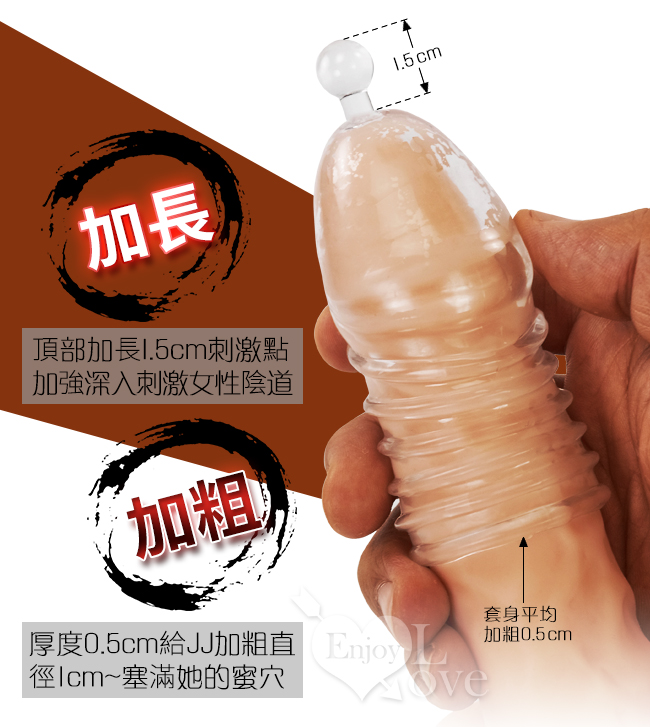 1.5cm
加長
頂部加長1.5cm刺激點
加強深入刺激女性陰道
加粗
套身平均
加粗0.5cm
厚度0.5cm給JJ加粗直
徑1cm~塞滿她的蜜穴
Enjoy Love